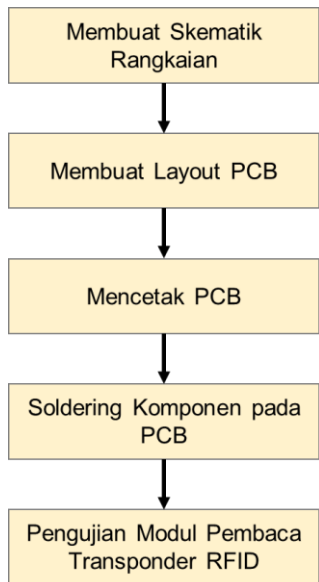 Membuat Skematik
Rangkaian
Membuat Layout PCB
Mencetak PCB
Soldering Komponen pada
PCB
Pengujian Modul Pembaca
Transponder RFID